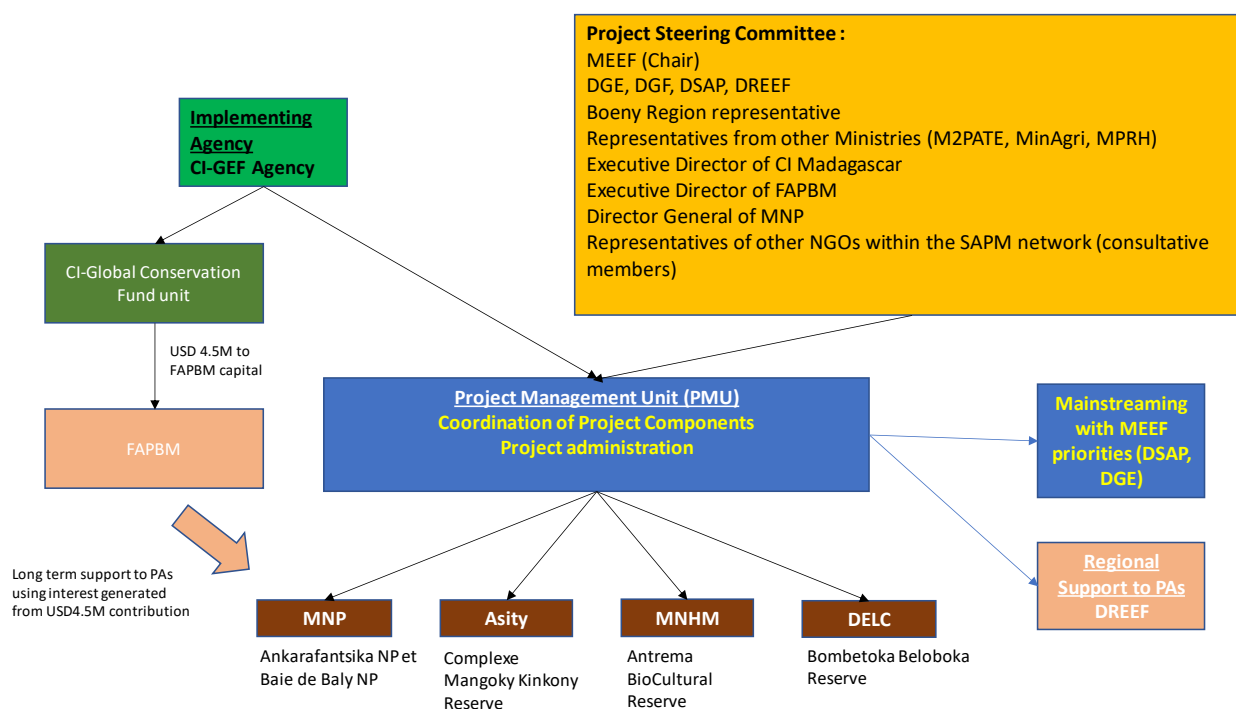 Project Steering Committee :
MEEF (Chair)
DGE, DGF, DSAP, DREEF
Boeny Region representative
Representatives from other Ministries (M2PATE, MinAgri, MPRH)
Executive Director of CI Madagascar
Executive Director of FAPBM
Director General of MNP
Representatives of other NGOs within the SAPM network (consultative
members)
Implementing
Agency
CI-GEF Agency
CI-Global Conservation
Fund unit
USD 4.5M to
FAPBM capital
FAPBM
Project Management Unit (PMU)
Coordination of Project Components
Project administration
Mainstreaming
with MEEF
priorities (DSAP,
DGE)
Regional
Support to PAs
DREEF
Long term support to PAs
using interest generated
from USD4.5M contribution
MNP
Ankarafantsika NP et
Baie de Baly NP
Asity
Complexe
Mangoky Kinkony
Reserve
MNHM
Antrema
BioCultural
Reserve
DELC
Bombetoka Beloboka
Reserve